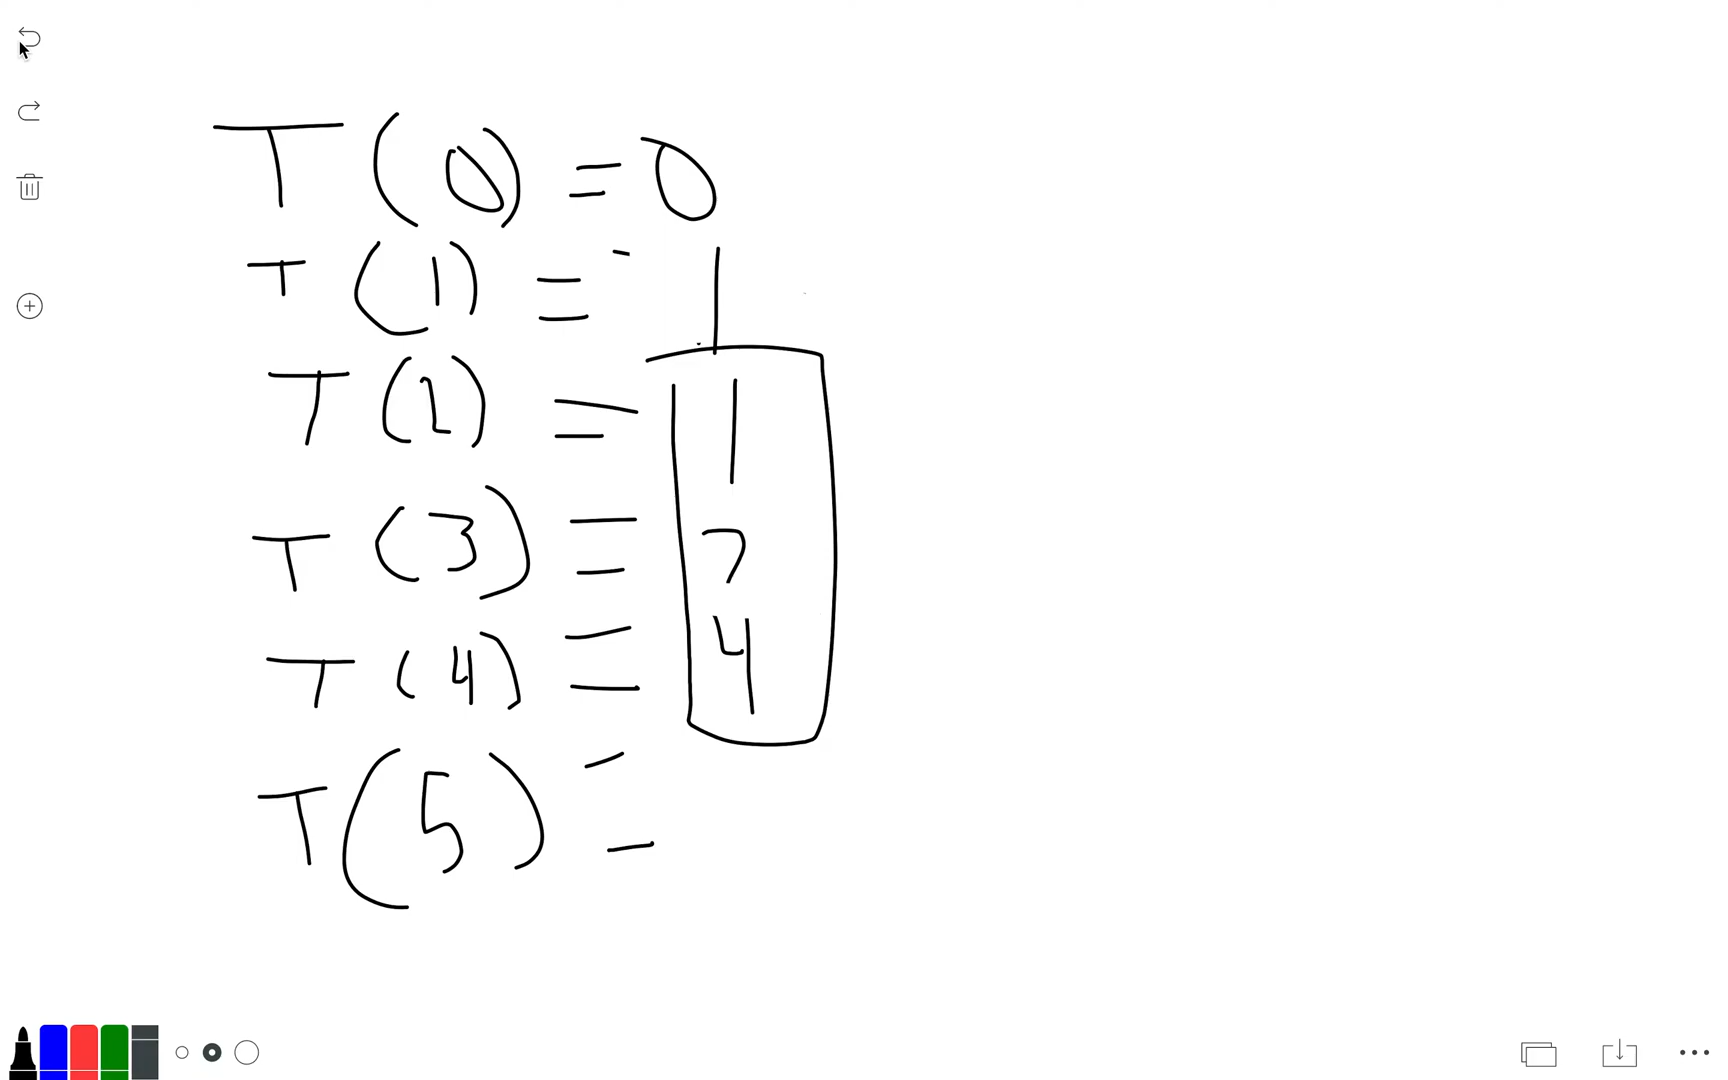 T(0) = 0
T(1) = 1
T(2) = 1
T(3) = 7
T(4) = 4
T(5) =